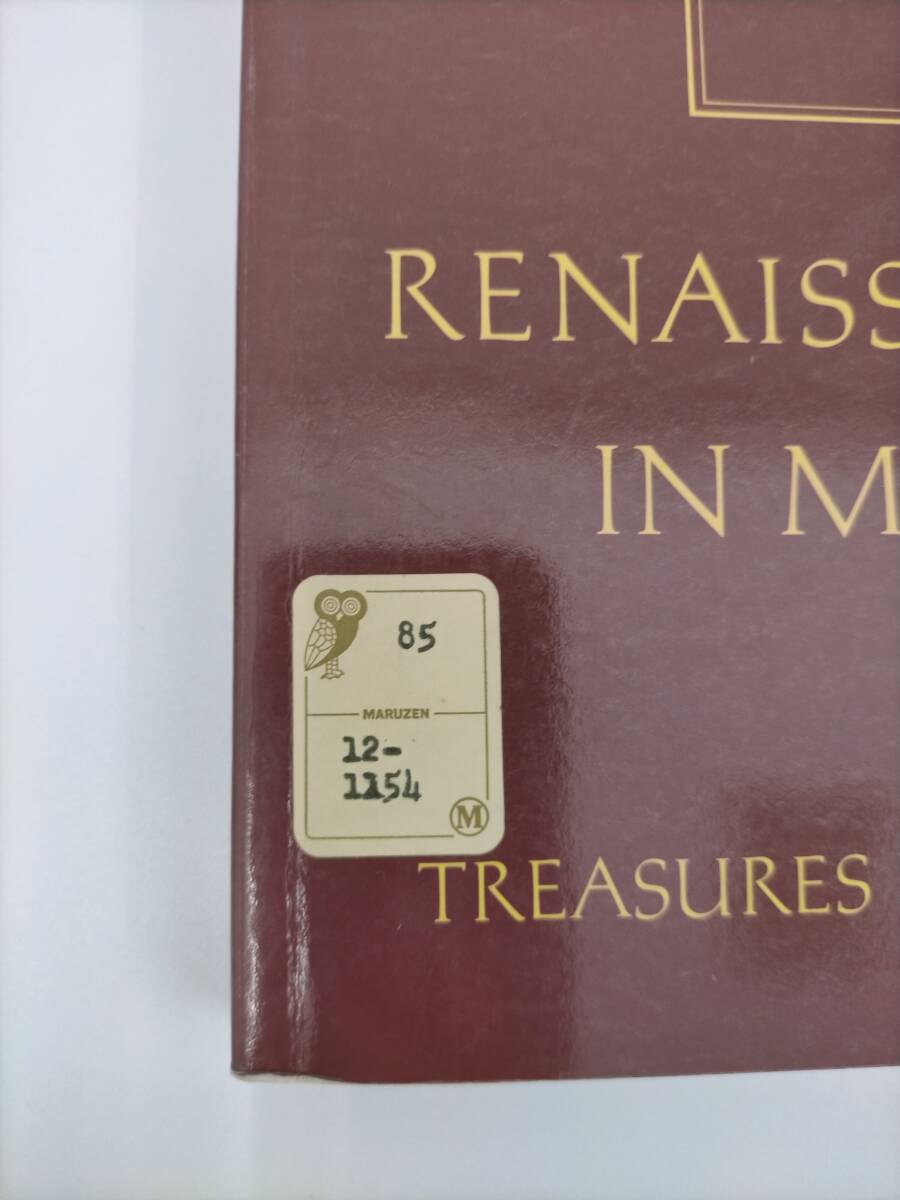 RENAISS
IN M
85
MARUZEN
12-
1154
M
TREASURES